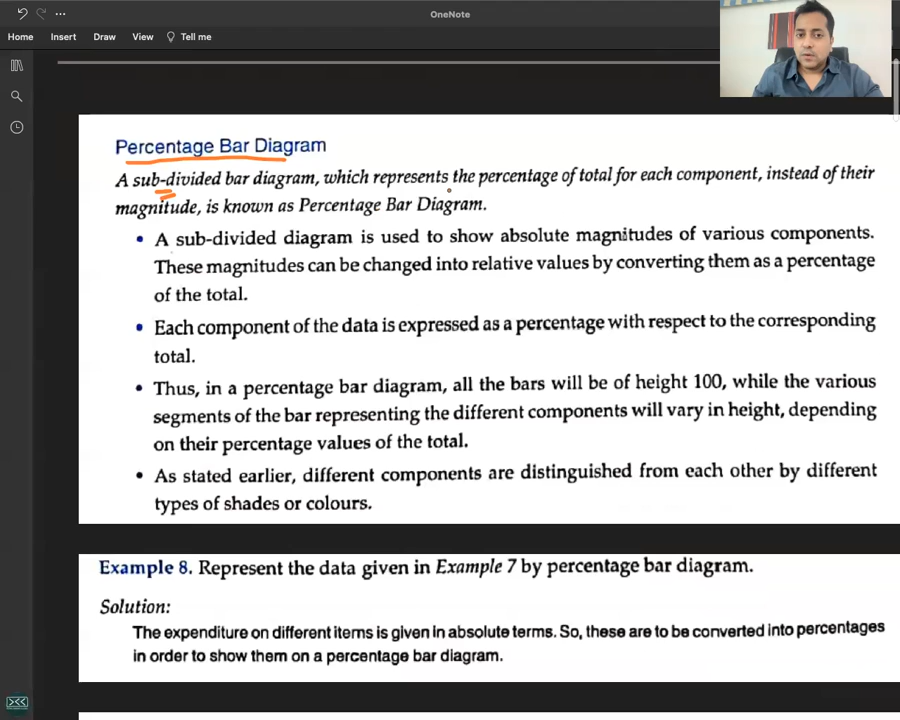 OneNote
Home Insert Draw View Tell me
Percentage Bar Diagram
A sub-divided bar diagram, which represents the percentage of total for each component, instead of their
magnitude, is known as Percentage Bar Diagram.
• A sub-divided diagram is used to show absolute magnitudes of various components.
These magnitudes can be changed into relative values by converting them as a percentage
of the total.
• Each component of the data is expressed as a percentage with respect to the corresponding
total.
• Thus, in a percentage bar diagram, all the bars will be of height 100, while the various
segments of the bar representing the different components will vary in height, depending
on their percentage values of the total.
• As stated earlier, different components are distinguished from each other by different
types of shades or colours.
Example 8. Represent the data given in Example 7 by percentage bar diagram.
Solution:
The expenditure on different items is given in absolute terms. So, these are to be converted into percentages
in order to show them on a percentage bar diagram.